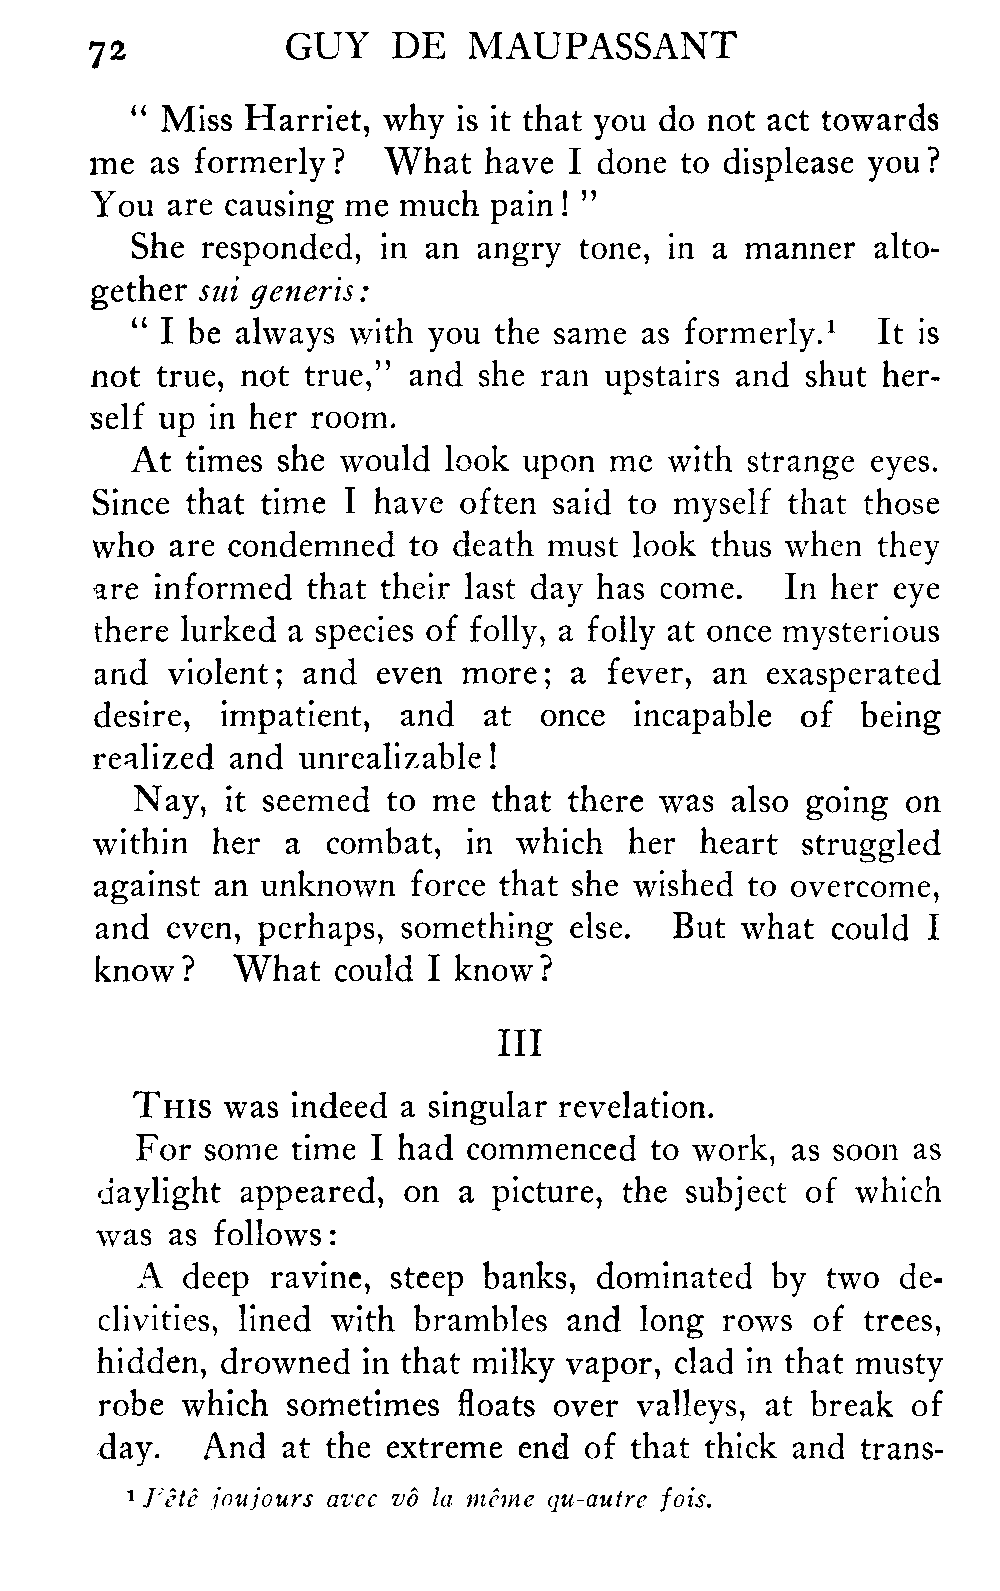 72 GUY DE MAUPASSANT
“ Miss Harriet, why is it that you do not act towards
me as formerly? What have I done to displease you?
You are causing me much pain! ”
She responded, in an angry tone, in a manner alto-
gether sui generis:
“ I be always with you the same as formerly.¹ It is
not true, not true,” and she ran upstairs and shut her-
self up in her room.
At times she would look upon me with strange eyes.
Since that time I have often said to myself that those
who are condemned to death must look thus when they
are informed that their last day has come. In her eye
there lurked a species of folly, a folly at once mysterious
and violent; and even more; a fever, an exasperated
desire, impatient, and at once incapable of being
realized and unrealizable!
Nay, it seemed to me that there was also going on
within her a combat, in which her heart struggled
against an unknown force that she wished to overcome,
and even, perhaps, something else. But what could I
know? What could I know?
III
THIS was indeed a singular revelation.
For some time I had commenced to work, as soon as
daylight appeared, on a picture, the subject of which
was as follows:
A deep ravine, steep banks, dominated by two de-
clivities, lined with brambles and long rows of trees,
hidden, drowned in that milky vapor, clad in that musty
robe which sometimes floats over valleys, at break of
day. And at the extreme end of that thick and trans-
¹ J'êtê joujours avec vô la même qu-autre fois.